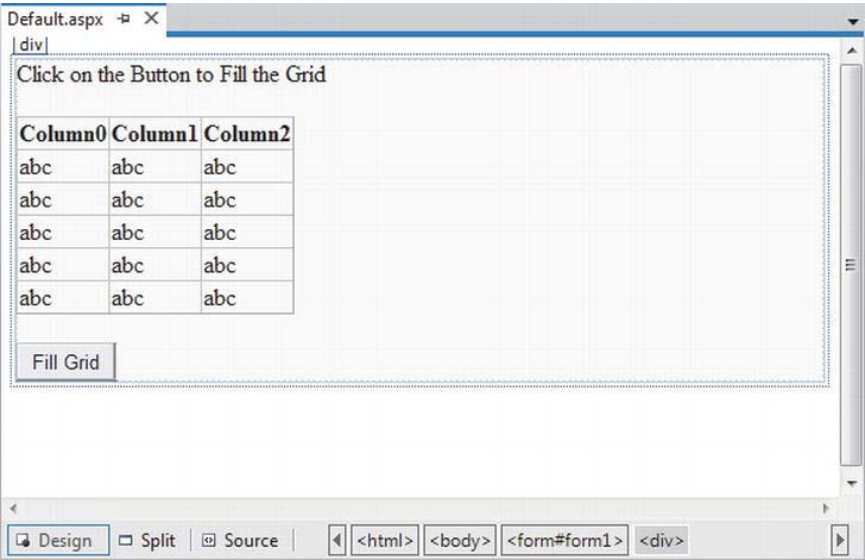 Default.aspx
div
Click on the Button to Fill the Grid
Column0 Column1 Column2
abc abc abc
abc abc abc
abc abc abc
abc abc abc
abc abc abc
Fill Grid
Design Split Source <html> <body> <form#form1> <div>